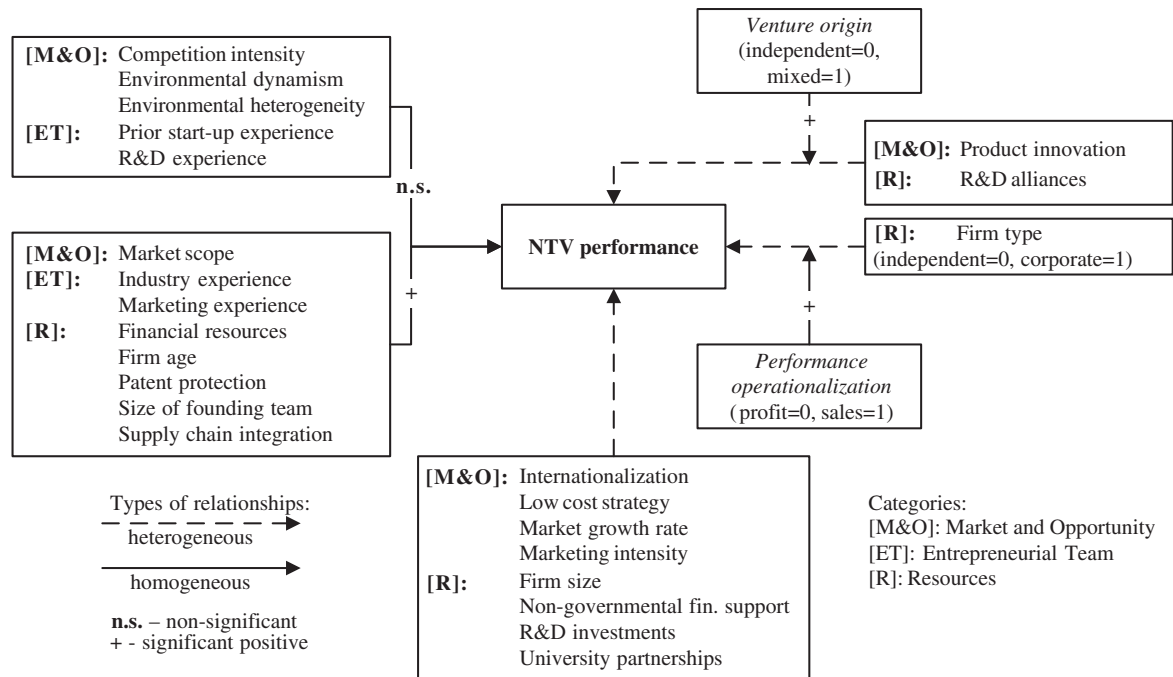 [M&O]: Competition intensity
Environmental dynamism
Environmental heterogeneity
[ET]: Prior start-up experience
R&D experience
n.s.
[M&O]: Market scope
[ET]: Industry experience
Marketing experience
[R]: Financial resources
Firm age
Patent protection
Size of founding team
Supply chain integration
+
NTV performance
Venture origin
(independent=0,
mixed=1)
+
[M&O]: Product innovation
[R]: R&D alliances
[R]: Firm type
(independent=0, corporate=1)
+
Performance
operationalization
(profit=0, sales=1)
[M&O]: Internationalization
Low cost strategy
Market growth rate
Marketing intensity
[R]: Firm size
Non-governmental fin. support
R&D investments
University partnerships
Types of relationships:
heterogeneous
homogeneous
n.s. – non-significant
+ - significant positive
Categories:
[M&O]: Market and Opportunity
[ET]: Entrepreneurial Team
[R]: Resources